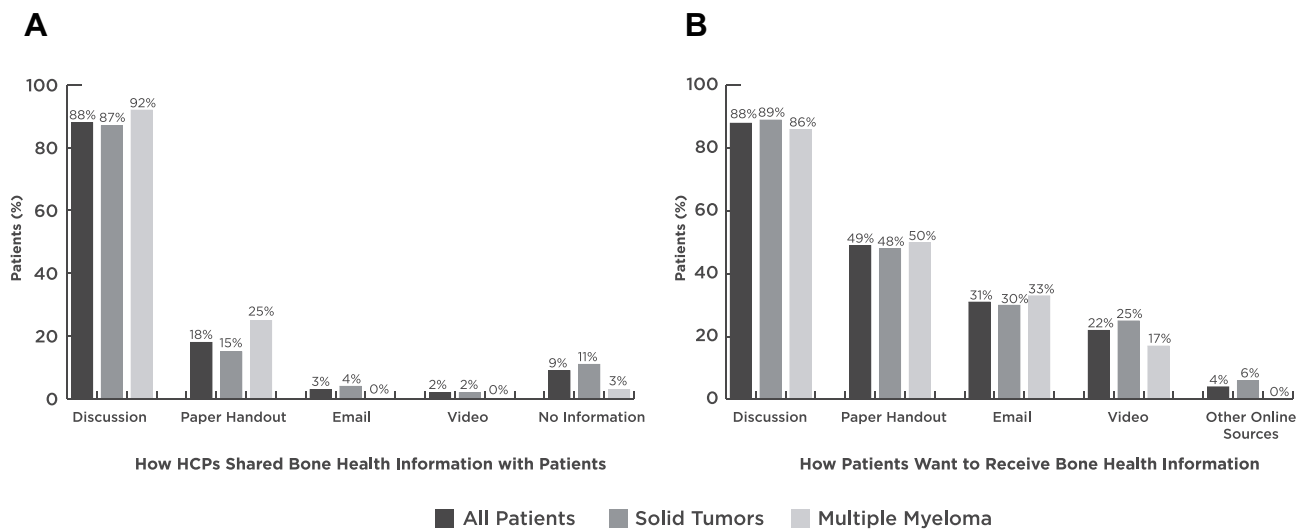 A
100
80
60
40
20
0
Patients (%)
88%
87%
92%
18%
15%
25%
3%
4%
0%
2%
2%
0%
9%
11%
3%
Discussion
Paper Handout
Email
Video
No Information
How HCPs Shared Bone Health Information with Patients
B
100
80
60
40
20
0
Patients (%)
88%
89%
86%
49%
48%
50%
31%
30%
33%
22%
25%
17%
4%
6%
0%
Discussion
Paper Handout
Email
Video
Other Online
Sources
How Patients Want to Receive Bone Health Information
All Patients
Solid Tumors
Multiple Myeloma